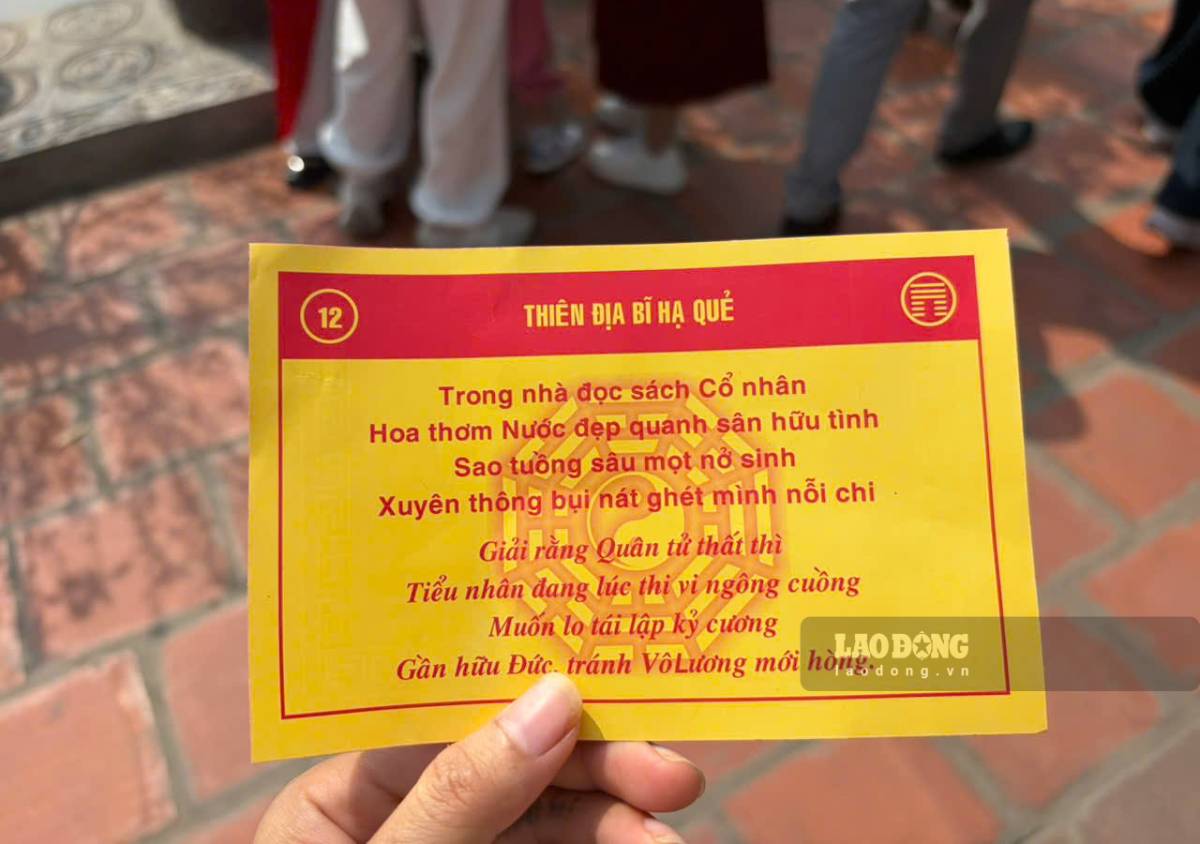 12
THIÊN ĐỊA BĨ HẠ QUẺ
Trong nhà đọc sách Cổ nhân
Hoa thơm Nước đẹp quanh sân hữu tình
Sao tuồng sâu mọt nở sinh
Xuyên thông bụi nát ghét mình nỗi chi
Giải rằng Quân tử thất thì
Tiểu nhân đang lúc thi vi ngông cuồng
Muốn lo tái lập kỷ cương
Gần hữu Đức, tránh VôLương mới hòng.
LAO ĐỘNG
laodong.vn